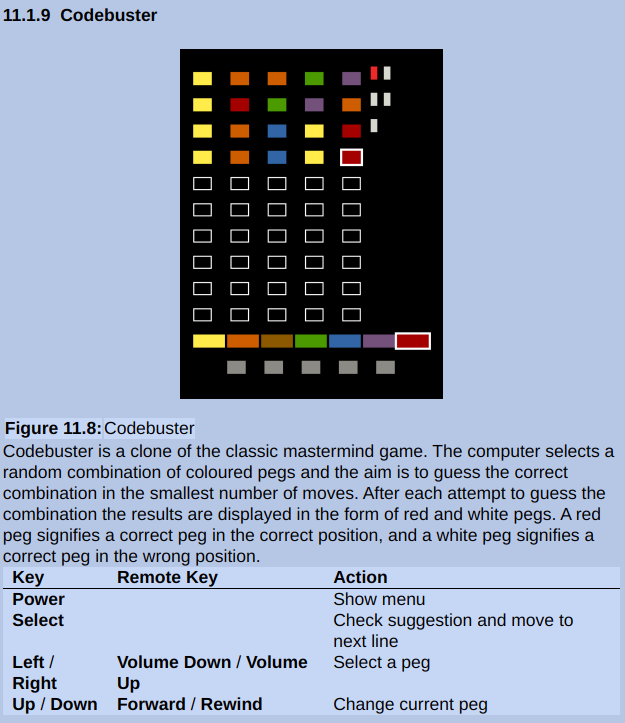 11.1.9 Codebuster
Figure 11.8: Codebuster
Codebuster is a clone of the classic mastermind game. The computer selects a
random combination of coloured pegs and the aim is to guess the correct
combination in the smallest number of moves. After each attempt to guess the
combination the results are displayed in the form of red and white pegs. A red
peg signifies a correct peg in the correct position, and a white peg signifies a
correct peg in the wrong position.
Key Remote Key Action
Power Show menu
Select Check suggestion and move to
next line
Left / Volume Down / Volume Select a peg
Right Up
Up / Down Forward / Rewind Change current peg